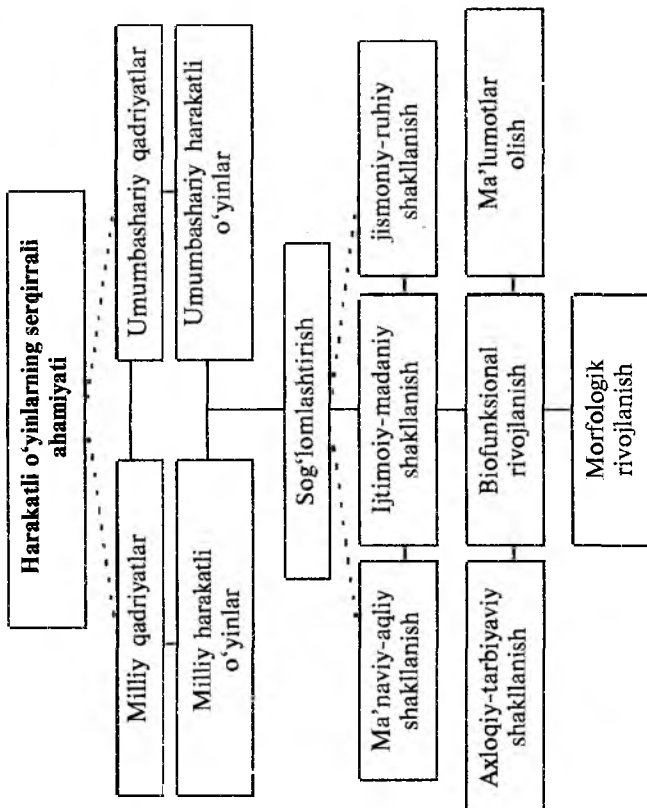 Harakatli o‘yinlarning serqirrali
ahamiyati
Milliy qadriyatlar
Umumbashariy qadriyatlar
Milliy harakatli
o‘yinlar
Umumbashariy harakatli
o‘yinlar
Sog‘lomlashtirish
Ma’naviy-aqliy
shakllanish
Ijtimoiy-madaniy
shakllanish
jismoniy-ruhiy
shakllanish
Axloqiy-tarbiyaviy
shakllanish
Biofunksional
rivojlanish
Ma’lumotlar
olish
Morfologik
rivojlanish